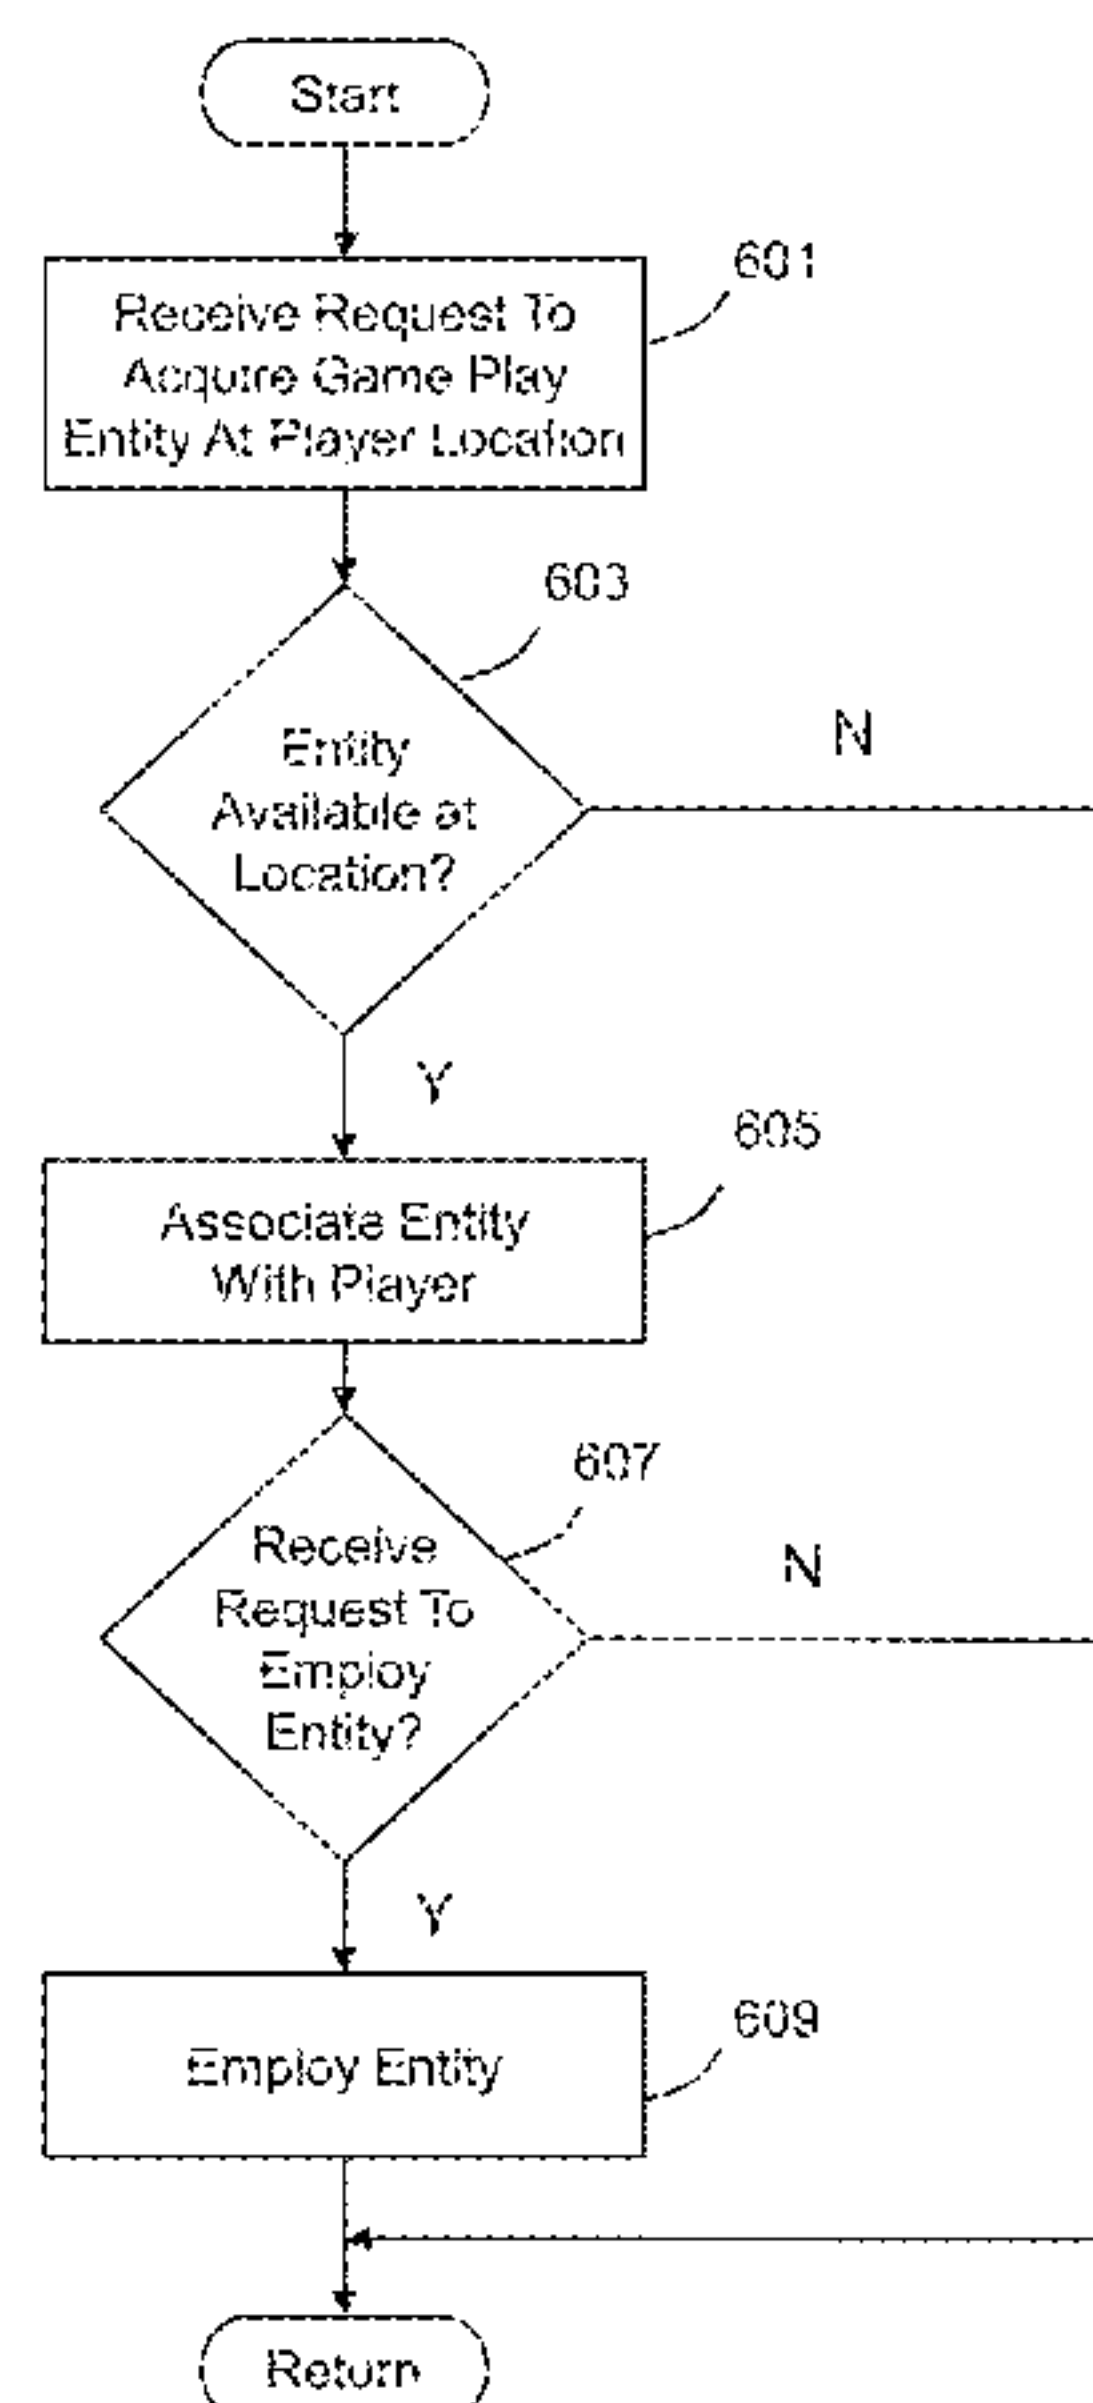 Start
601
Receive Request To
Acquire Game Play
Entity At Player Location
603
Entity
Available at
Location?
N
Y
605
Associate Entity
With Player
607
Receive
Request To
Employ
Entity?
N
Y
609
Employ Entity
Return